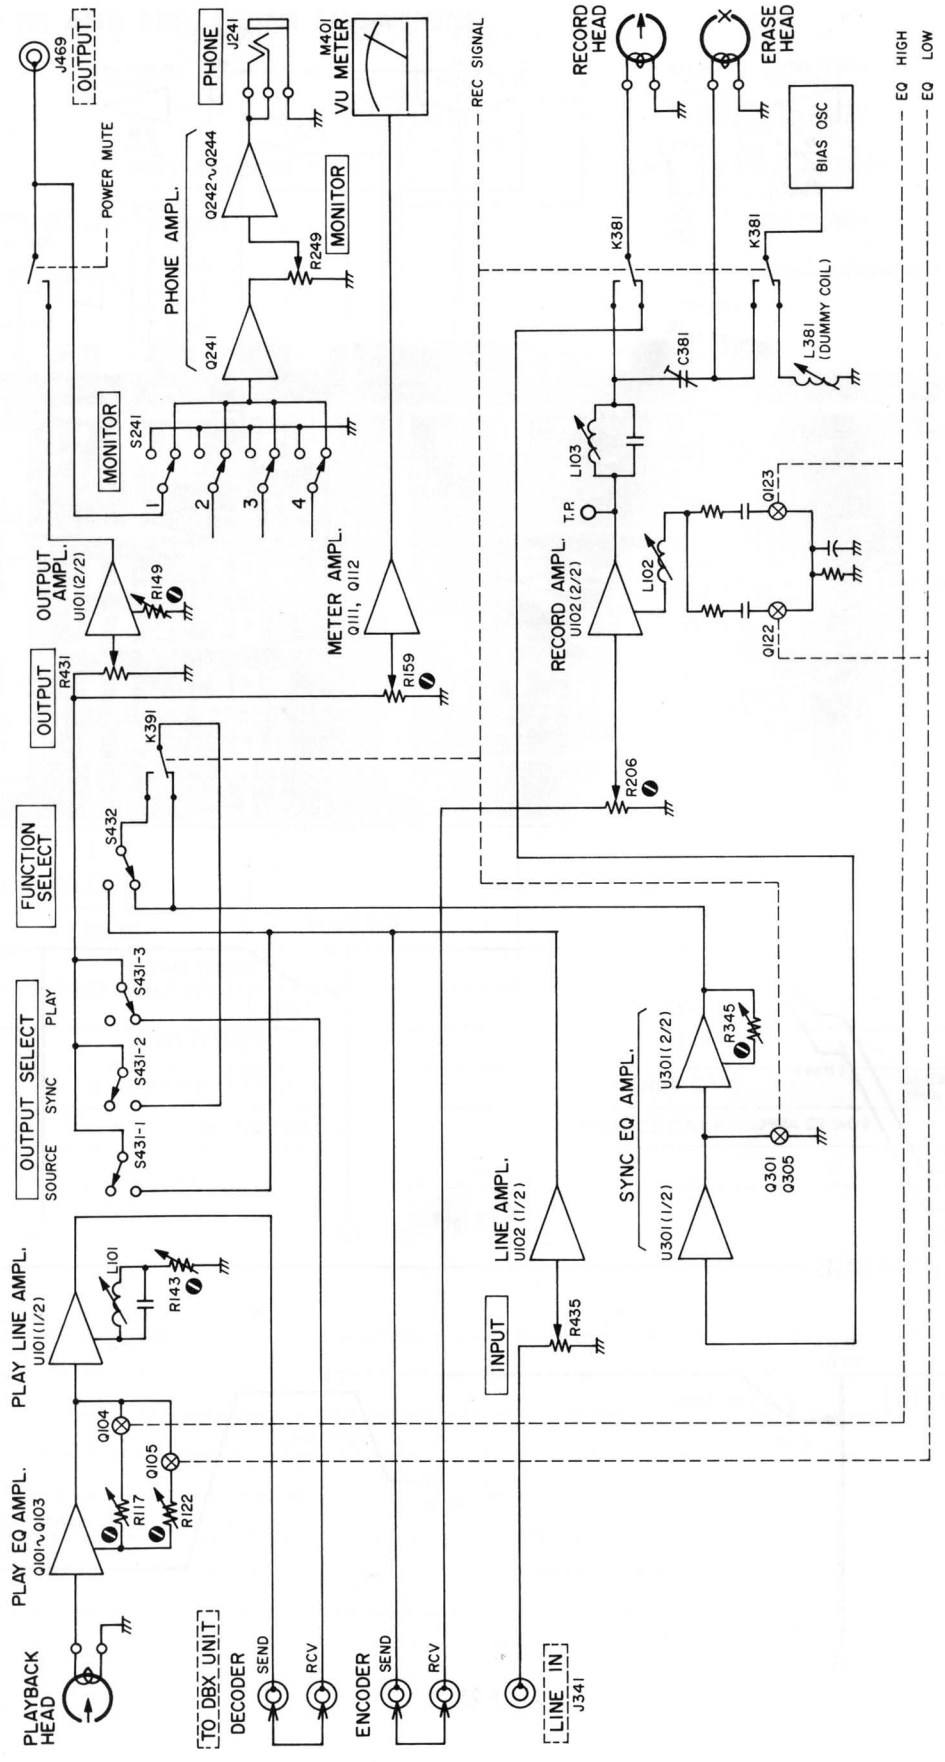 PLAYBACK
HEAD
PLAY EQ AMPL.
Q101~Q103
R117
R122
Q104
Q105
PLAY LINE AMPL.
U101(1/2)
L101
R143
OUTPUT SELECT
SOURCE
SYNC
PLAY
S431-1
S431-2
S431-3
FUNCTION
SELECT
S432
K391
OUTPUT
R431
OUTPUT
AMPL.
U101(2/2)
R149
MONITOR
S241
1
2
3
4
PHONE AMPL.
Q241
Q242~Q244
R249
MONITOR
PHONE
J241
OUTPUT
J469
POWER MUTE
METER AMPL.
Q111, Q112
R159
M401
VU METER
TO DBX UNIT
DECODER
SEND
RCV
ENCODER
SEND
RCV
LINE IN
J341
INPUT
R435
LINE AMPL.
U102(1/2)
SYNC EQ AMPL.
U301(1/2)
U301(2/2)
R345
Q301
Q305
R206
RECORD AMPL.
U102(2/2)
T.P.
L103
L102
Q122
Q123
C381
L381
(DUMMY COIL)
K381
K381
BIAS OSC
RECORD
HEAD
ERASE
HEAD
REC SIGNAL
EQ HIGH
EQ LOW